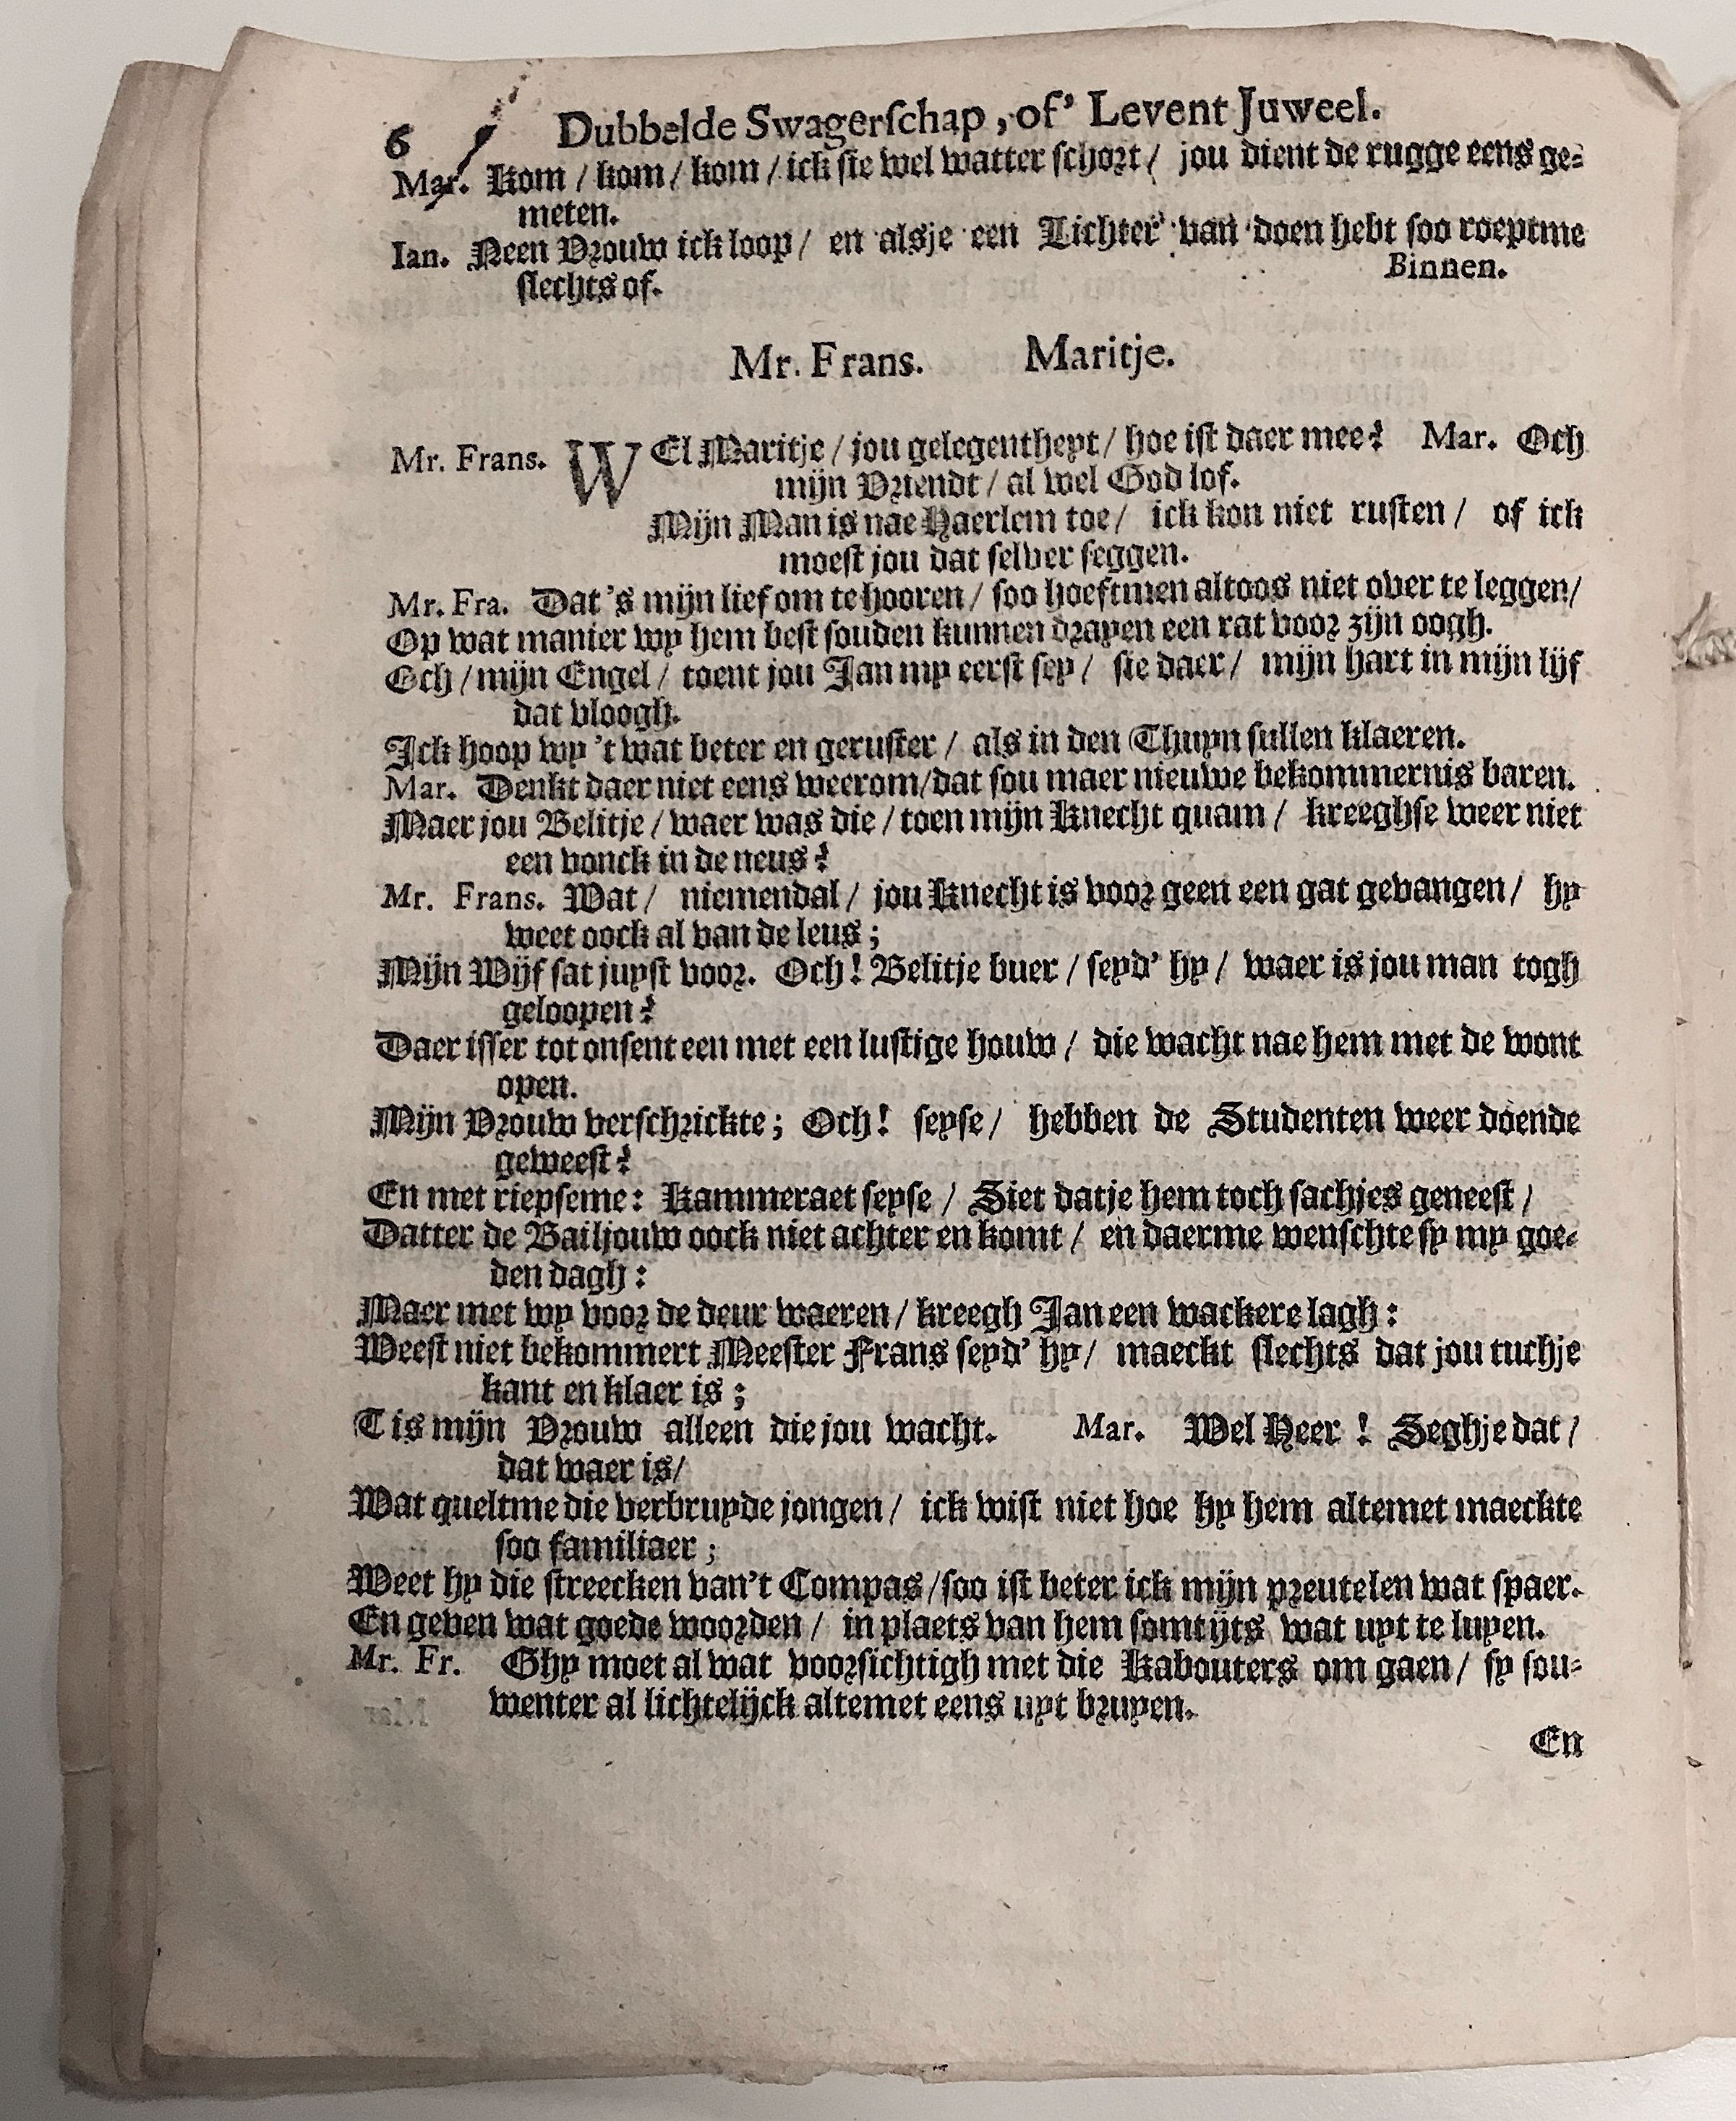 6 Dubbelde Swagerschap, of' Levent Juweel.
Mar. Kom / kom / kom / ick sie wel watter schort / jou dient de rugge eens ge-
meten.
Ian. Neen Vrouw ick loop / en alsje een Lichter van doen hebt soo roeptme
slechts of. Binnen.
Mr. Frans. Maritje.
Mr. Frans. WEl Maritje / jou gelegentheyt / hoe ist daer mee? Mar. Och
mijn Vriendt / al wel God lof.
Mijn Man is nae Haerlem toe / ick kon niet rusten / of ick
moest jou dat selver seggen.
Mr. Fra. Dat 's mijn lief om te hooren / soo hoeftmen altoos niet over te leggen /
Op wat manier wy hem best souden kunnen drayen een rat voor zijn oogh.
Och / mijn Engel / toent jou Jan my eerst sey / sie daer / mijn hart in mijn lijf
dat vloogh.
Ick hoop wy 't wat beter en geruster / als in den Thuyn sullen klaeren.
Mar. Denkt daer niet eens weerom / dat sou maer nieuwe bekommernis baren.
Maer jou Belitje / waer was die / toen mijn Knecht quam / kreeghse weer niet
een vonck in de neus?
Mr. Frans. Wat / niemendal / jou Knecht is voor geen een gat gevangen / hy
weet oock al van de leus;
Mijn Wijf sat juyst voor. Och! Belitje buer / seyd' hy / waer is jou man togh
geloopen?
Daer isser tot onsent een met een lustige houw / die wacht nae hem met de wont
open.
Mijn Vrouw verschrickte; Och! seyse / hebben de Studenten weer doende
geweest?
En met riepseme: Kammeraet seyse / Siet datje hem toch sachjes geneest /
Datter de Bailjouw oock niet achter en komt / en daerme wenschte sy my goe-
den dagh:
Maer met wy voor de deur waeren / kreegh Jan een wackere lagh:
Weest niet bekommert Meester Frans seyd' hy / maeckt slechts dat jou tuchje
kant en klaer is;
T is mijn Vrouw alleen die jou wacht. Mar. Wel Heer! Seghje dat /
dat waer is /
Wat queltme die verbruyde jongen / ick wist niet hoe hy hem altemet maeckte
soo familiaer;
Weet hy die streecken van't Compas / soo ist beter ick mijn preutelen wat spaer.
En geven wat goede woorden / in plaets van hem somtijts wat uyt te luyen.
Mr. Fr. Ghy moet al wat voorsichtigh met die Kabouters om gaen / sy sou-
wenter al lichtelijck altemet eens uyt bruyen.
En